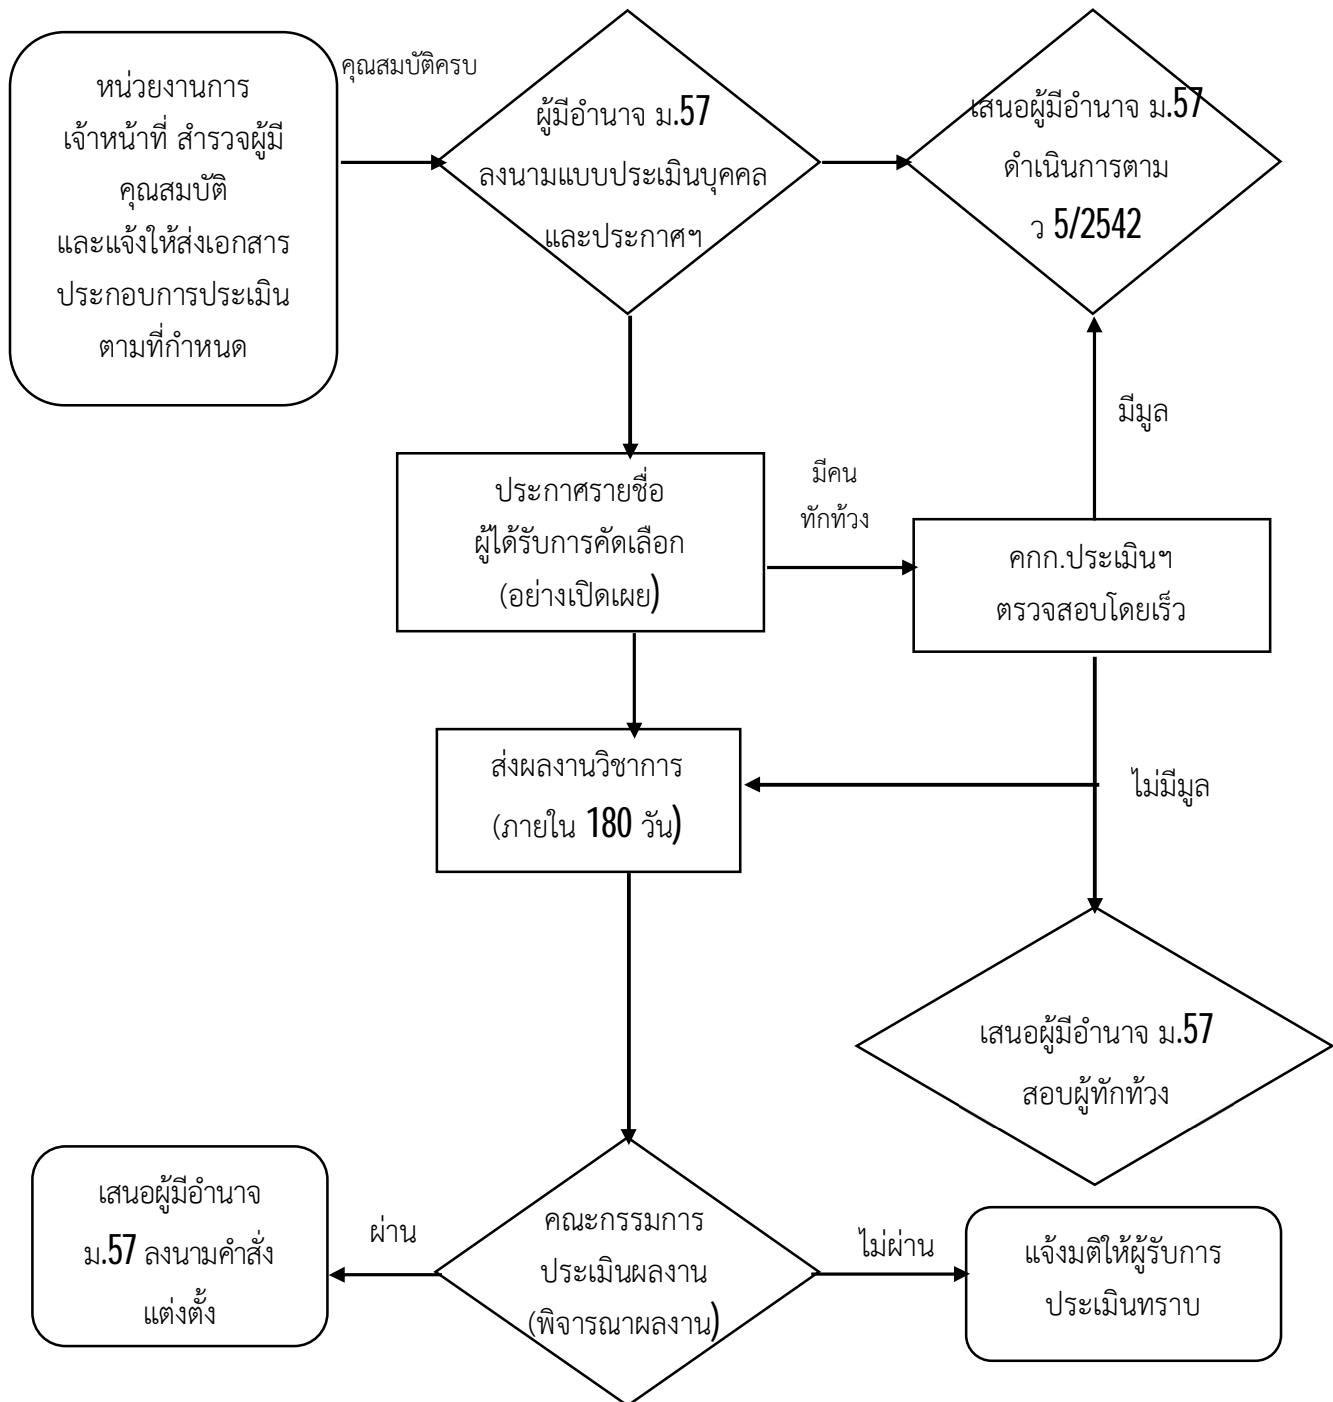 หน่วยงานการ
เจ้าหน้าที่ สำรวจผู้มี
คุณสมบัติ
และแจ้งให้ส่งเอกสาร
ประกอบการประเมิน
ตามที่กำหนด
คุณสมบัติครบ
ผู้มีอำนาจ ม.57
ลงนามแบบประเมินบุคคล
และประกาศฯ
เสนอผู้มีอำนาจ ม.57
ดำเนินการตาม
ว 5/2542
มีมูล
ประกาศรายชื่อ
ผู้ได้รับการคัดเลือก
(อย่างเปิดเผย)
มีคน
ทักท้วง
คกก.ประเมินฯ
ตรวจสอบโดยเร็ว
ส่งผลงานวิชาการ
(ภายใน 180 วัน)
ไม่มีมูล
เสนอผู้มีอำนาจ ม.57
สอบผู้ทักท้วง
เสนอผู้มีอำนาจ
ม.57 ลงนามคำสั่ง
แต่งตั้ง
ผ่าน
คณะกรรมการ
ประเมินผลงาน
(พิจารณาผลงาน)
ไม่ผ่าน
แจ้งมติให้ผู้รับการ
ประเมินทราบ